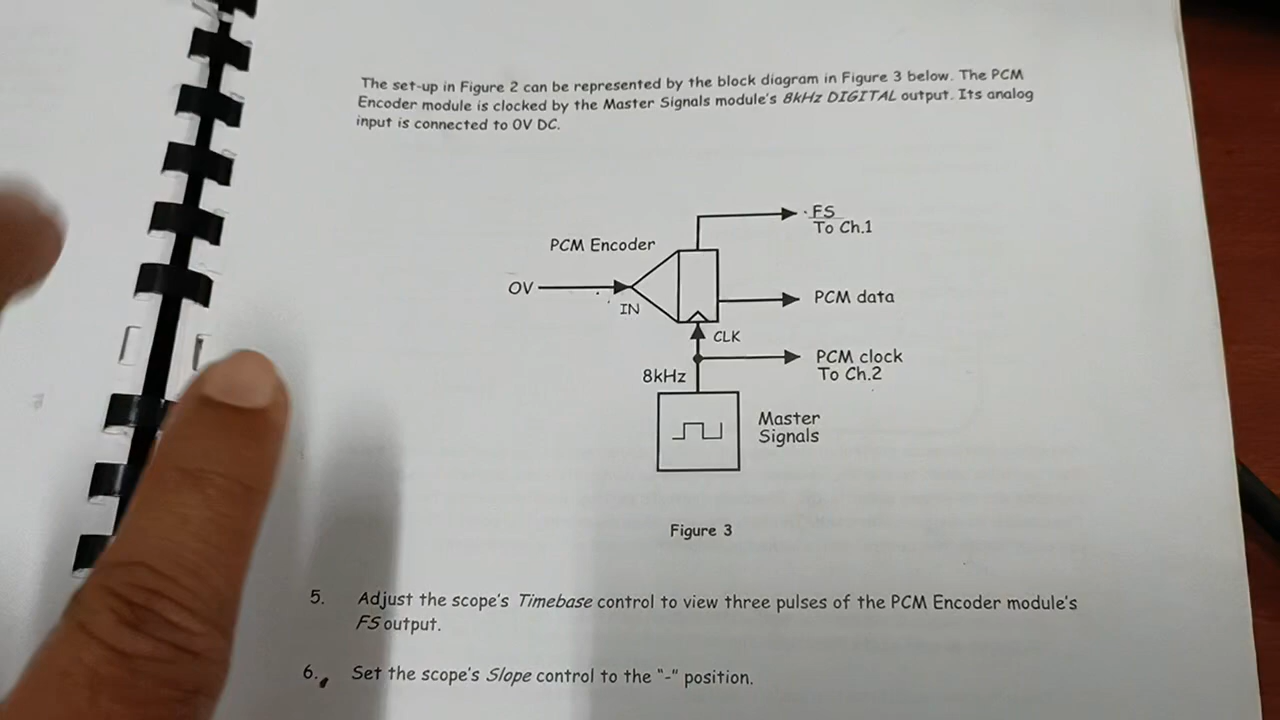 The set-up in Figure 2 can be represented by the block diagram in Figure 3 below. The PCM
Encoder module is clocked by the Master Signals module's 8kHz DIGITAL output. Its analog
input is connected to 0V DC.
FS
To Ch.1
PCM Encoder
0V
IN
PCM data
CLK
PCM clock
To Ch.2
8kHz
Master
Signals
Figure 3
5. Adjust the scope's Timebase control to view three pulses of the PCM Encoder module's
FS output.
6. Set the scope's Slope control to the "-" position.